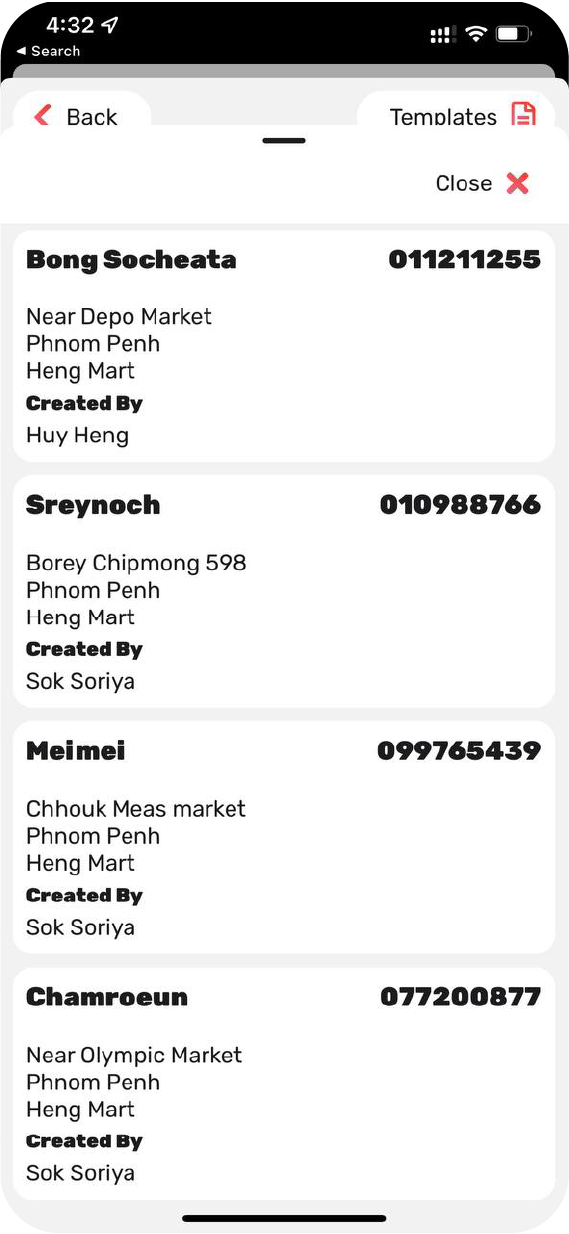 4:32
Search
Back
Templates
Close
Bong Socheata 011211255
Near Depo Market
Phnom Penh
Heng Mart
Created By
Huy Heng
Sreynoch 010988766
Borey Chipmong 598
Phnom Penh
Heng Mart
Created By
Sok Soriya
Meimei 099765439
Chhouk Meas market
Phnom Penh
Heng Mart
Created By
Sok Soriya
Chamroeun 077200877
Near Olympic Market
Phnom Penh
Heng Mart
Created By
Sok Soriya